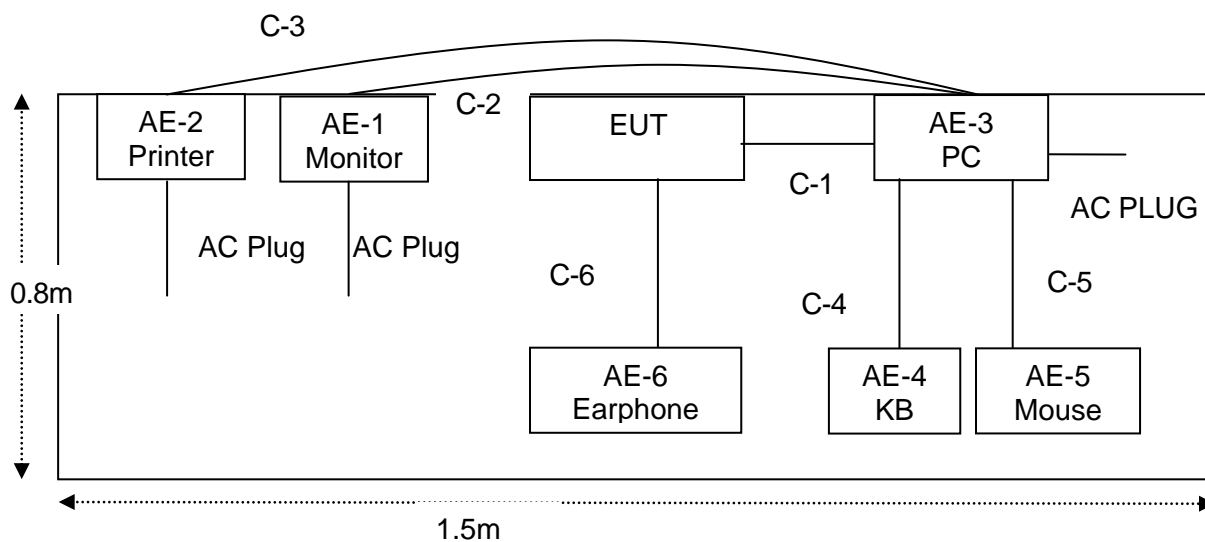 C-3
C-2
AE-2
Printer
AE-1
Monitor
EUT
AE-3
PC
C-1
AC PLUG
AC Plug
AC Plug
C-6
C-4
C-5
0.8m
AE-6
Earphone
AE-4
KB
AE-5
Mouse
1.5m